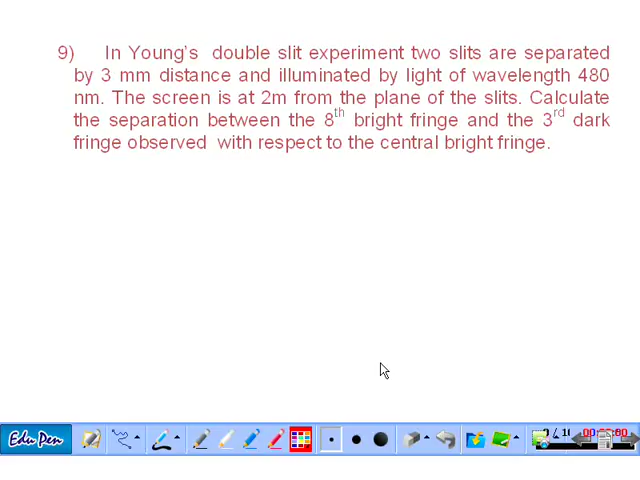 9) In Young's double slit experiment two slits are separated
by 3 mm distance and illuminated by light of wavelength 480
nm. The screen is at 2m from the plane of the slits. Calculate
the separation between the 8th bright fringe and the 3rd dark
fringe observed with respect to the central bright fringe.
Edu Pen